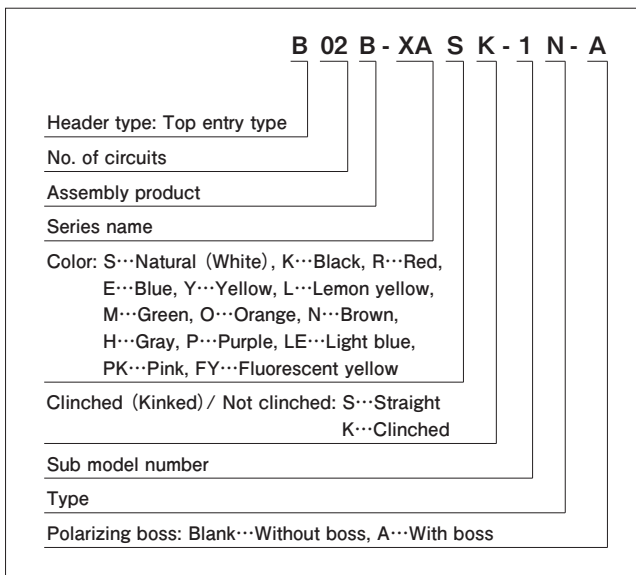 B 02 B - XA S K - 1 N - A
Header type: Top entry type
No. of circuits
Assembly product
Series name
Color: S···Natural (White), K···Black, R···Red,
E···Blue, Y···Yellow, L···Lemon yellow,
M···Green, O···Orange, N···Brown,
H···Gray, P···Purple, LE···Light blue,
PK···Pink, FY···Fluorescent yellow
Clinched (Kinked) / Not clinched: S···Straight
K···Clinched
Sub model number
Type
Polarizing boss: Blank···Without boss, A···With boss